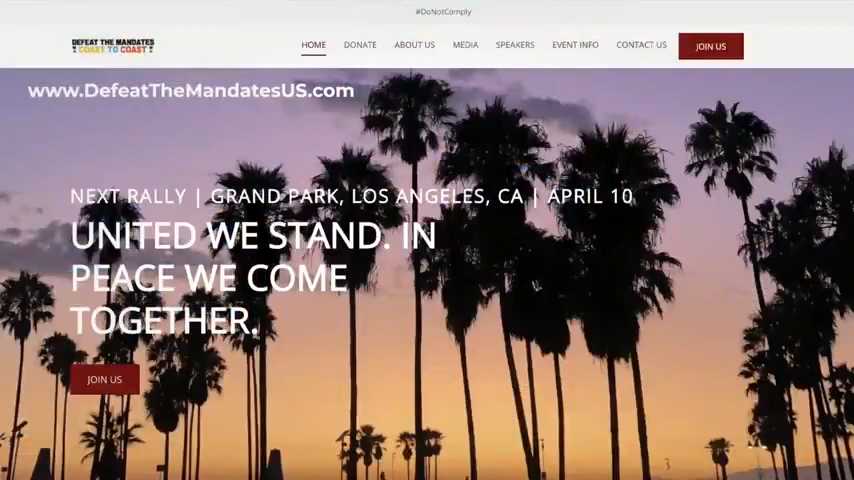 #DoNotComply
DEFEAT THE MANDATES
COAST TO COAST
HOME DONATE ABOUT US MEDIA SPEAKERS EVENT INFO CONTACT US JOIN US
www.DefeatTheMandatesUS.com
NEXT RALLY | GRAND PARK, LOS ANGELES, CA | APRIL 10
UNITED WE STAND. IN
PEACE WE COME
TOGETHER.
JOIN US